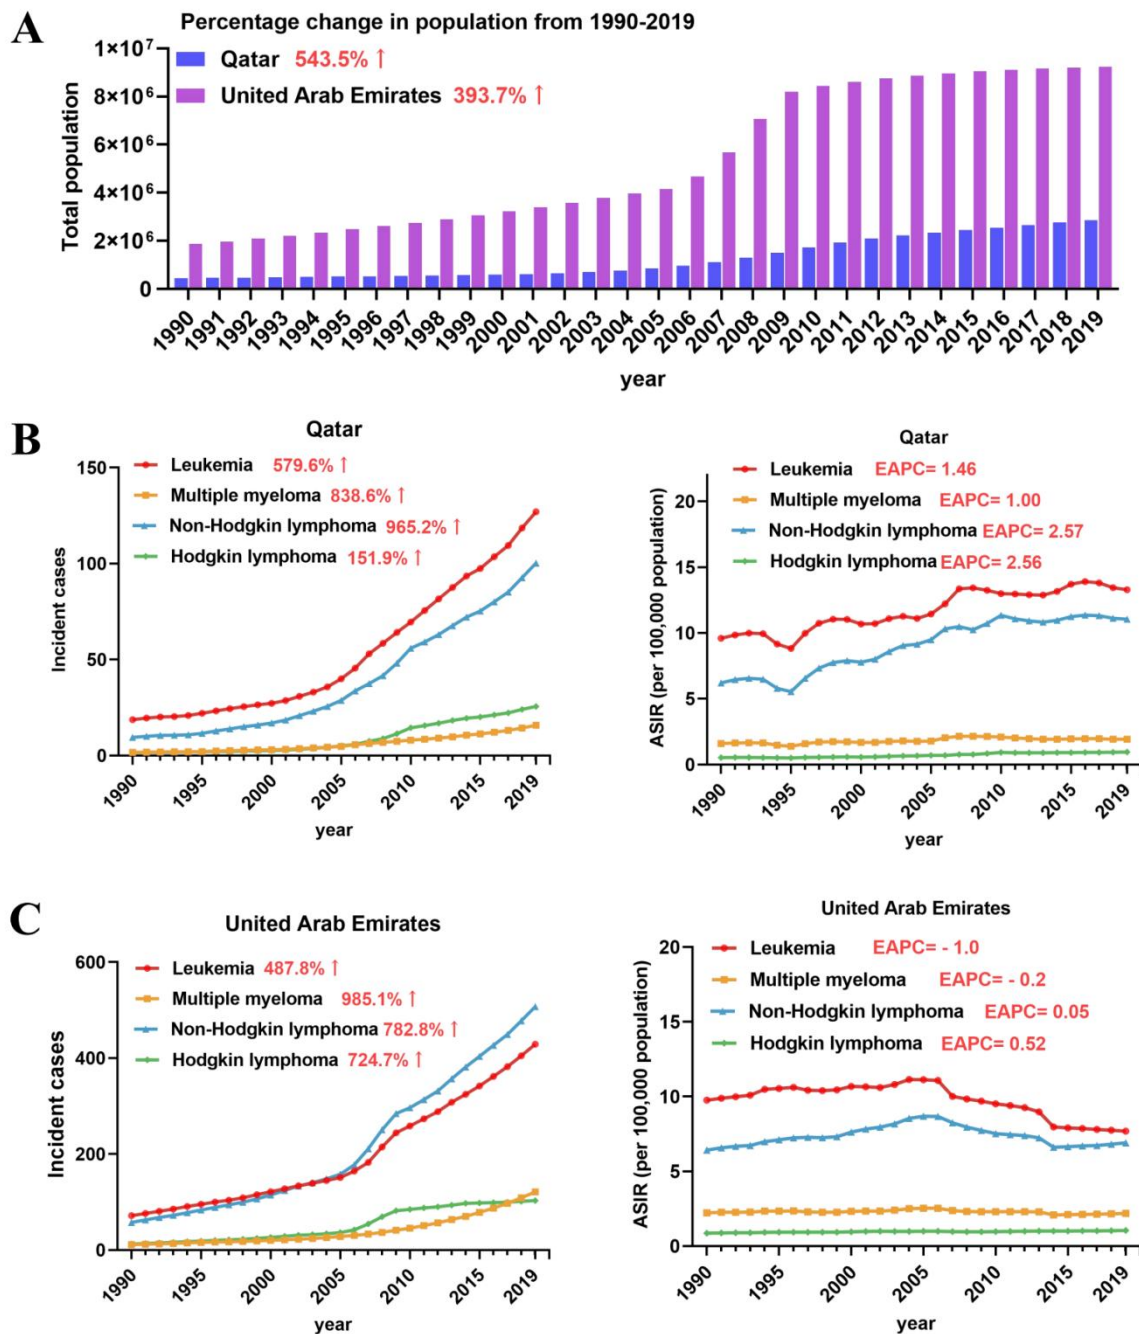 A
Percentage change in population from 1990-2019
Qatar 543.5% ↑
United Arab Emirates 393.7% ↑
Total population
1×10⁷
8×10⁶
6×10⁶
4×10⁶
2×10⁶
0
1990 1991 1992 1993 1994 1995 1996 1997 1998 1999 2000 2001 2002 2003 2004 2005 2006 2007 2008 2009 2010 2011 2012 2013 2014 2015 2016 2017 2018 2019
year
B
Qatar
Leukemia 579.6% ↑
Multiple myeloma 838.6% ↑
Non-Hodgkin lymphoma 965.2% ↑
Hodgkin lymphoma 151.9% ↑
Incident cases
150
100
50
0
1990 1995 2000 2005 2010 2015 2019
year
Qatar
Leukemia EAPC= 1.46
Multiple myeloma EAPC= 1.00
Non-Hodgkin lymphoma EAPC= 2.57
Hodgkin lymphoma EAPC= 2.56
ASIR (per 100,000 population)
20
15
10
5
0
1990 1995 2000 2005 2010 2015 2019
year
C
United Arab Emirates
Leukemia 487.8% ↑
Multiple myeloma 985.1% ↑
Non-Hodgkin lymphoma 782.8% ↑
Hodgkin lymphoma 724.7% ↑
Incident cases
600
400
200
0
1990 1995 2000 2005 2010 2015 2019
year
United Arab Emirates
Leukemia EAPC= - 1.0
Multiple myeloma EAPC= - 0.2
Non-Hodgkin lymphoma EAPC= 0.05
Hodgkin lymphoma EAPC= 0.52
ASIR (per 100,000 population)
20
15
10
5
0
1990 1995 2000 2005 2010 2015 2019
year